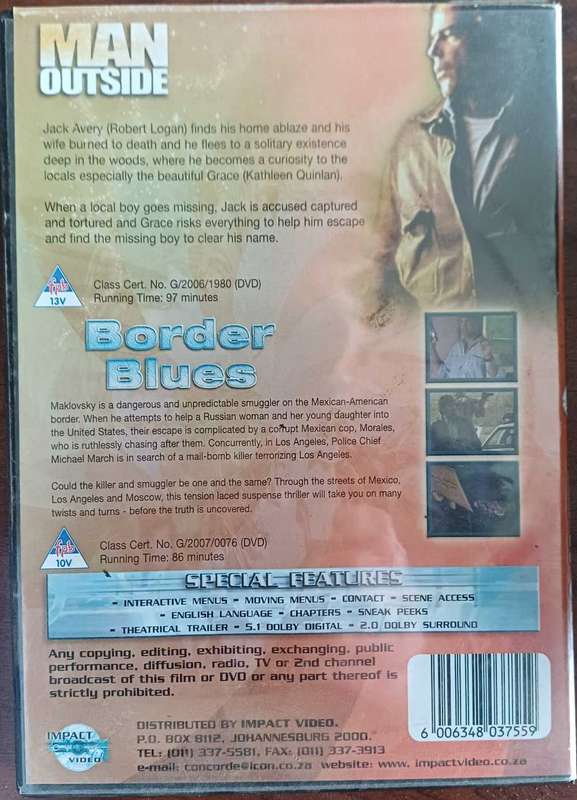 MAN
OUTSIDE
Jack Avery (Robert Logan) finds his home ablaze and his
wife burned to death and he flees to a solitary existence
deep in the woods, where he becomes a curiosity to the
locals especially the beautiful Grace (Kathleen Quinlan).
When a local boy goes missing, Jack is accused captured
and tortured and Grace risks everything to help him escape
and find the missing boy to clear his name.
fpb
13V
Class Cert. No. G/2006/1980 (DVD)
Running Time: 97 minutes
Border
Blues
Maklovsky is a dangerous and unpredictable smuggler on the Mexican-American
border. When he attempts to help a Russian woman and her young daughter into
the United States, their escape is complicated by a corrupt Mexican cop, Morales,
who is ruthlessly chasing after them. Concurrently, in Los Angeles, Police Chief
Michael March is in search of a mail-bomb killer terrorizing Los Angeles.
Could the killer and smuggler be one and the same? Through the streets of Mexico,
Los Angeles and Moscow, this tension laced suspense thriller will take you on many
twists and turns - before the truth is uncovered.
fpb
10V
Class Cert. No. G/2007/0076 (DVD)
Running Time: 86 minutes
SPECIAL FEATURES
- INTERACTIVE MENUS - MOVING MENUS - CONTACT - SCENE ACCESS
- ENGLISH LANGUAGE - CHAPTERS - SNEAK PEEKS
- THEATRICAL TRAILER - 5.1 DOLBY DIGITAL - 2.0 DOLBY SURROUND
Any copying, editing, exhibiting, exchanging, public
performance, diffusion, radio, TV or 2nd channel
broadcast of this film or DVD or any part thereof is
strictly prohibited.
IMPACT
VIDEO
DISTRIBUTED BY IMPACT VIDEO.
P.O. BOX 8112, JOHANNESBURG 2000.
TEL: (011) 337-5581, FAX: (011) 337-3913
e-mail: concorde@icon.co.za website: www.impactvideo.co.za
6 006348 037559